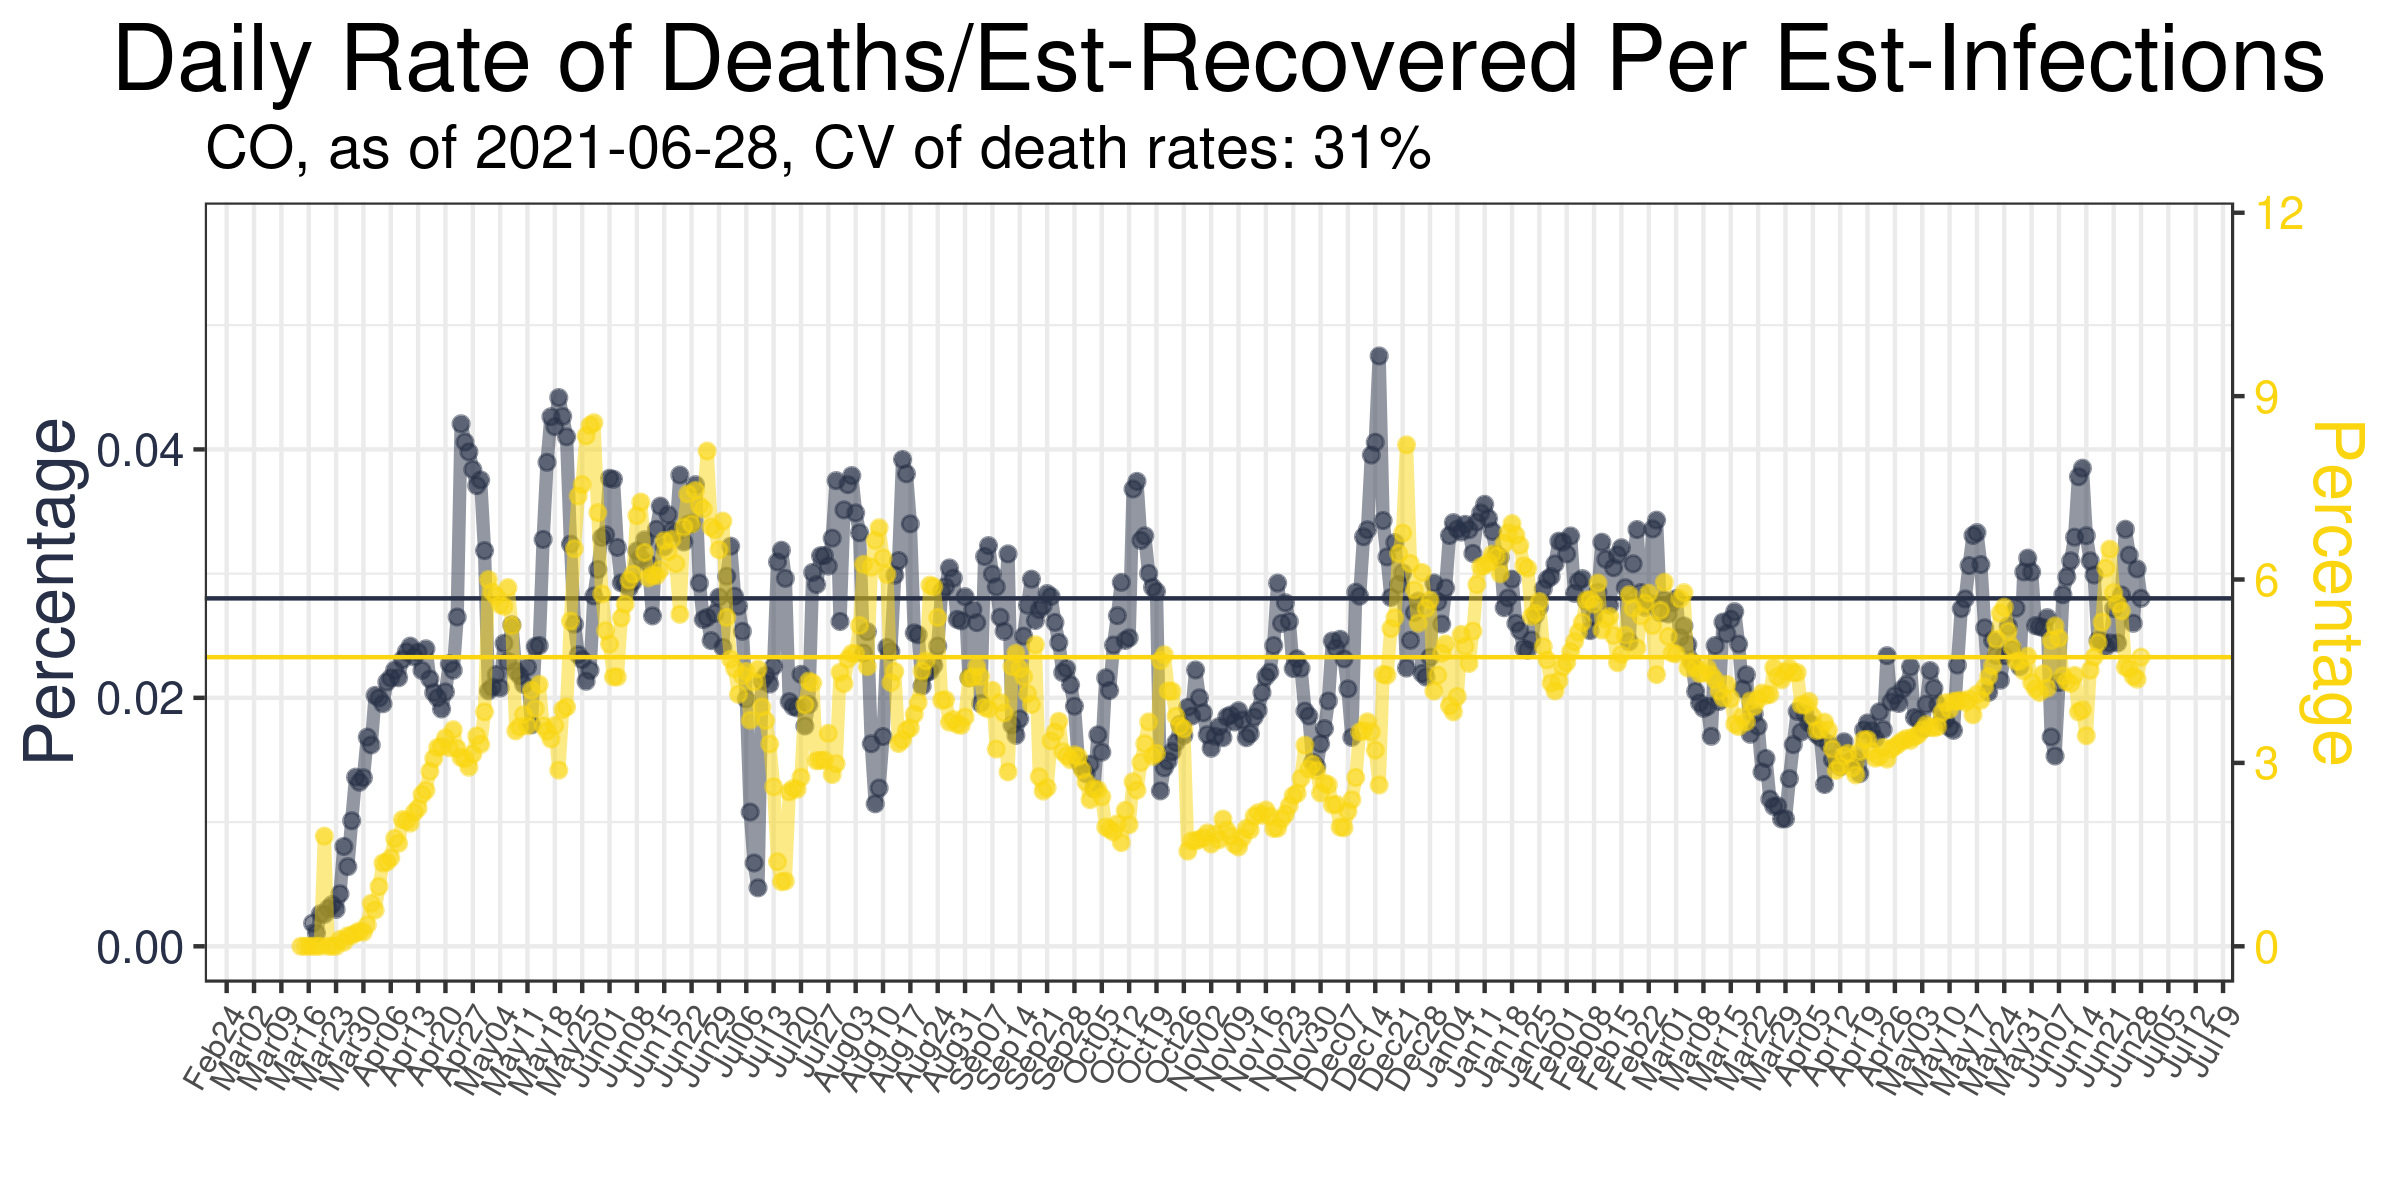 Daily Rate of Deaths/Est-Recovered Per Est-Infections
CO, as of 2021-06-28, CV of death rates: 31%
Percentage
0.04
0.02
0.00
12
9
6
3
0
Percentage
Feb24
Mar02
Mar09
Mar16
Mar23
Mar30
Apr06
Apr13
Apr20
Apr27
May04
May11
May18
May25
Jun01
Jun08
Jun15
Jun22
Jun29
Jul06
Jul13
Jul20
Jul27
Aug03
Aug10
Aug17
Aug24
Aug31
Sep07
Sep14
Sep21
Sep28
Oct05
Oct12
Oct19
Oct26
Nov02
Nov09
Nov16
Nov23
Nov30
Dec07
Dec14
Dec21
Dec28
Jan04
Jan11
Jan18
Jan25
Feb01
Feb08
Feb15
Feb22
Mar01
Mar08
Mar15
Mar22
Mar29
Apr05
Apr12
Apr19
Apr26
May03
May10
May17
May24
May31
Jun07
Jun14
Jun21
Jun28
Jul05
Jul12
Jul19